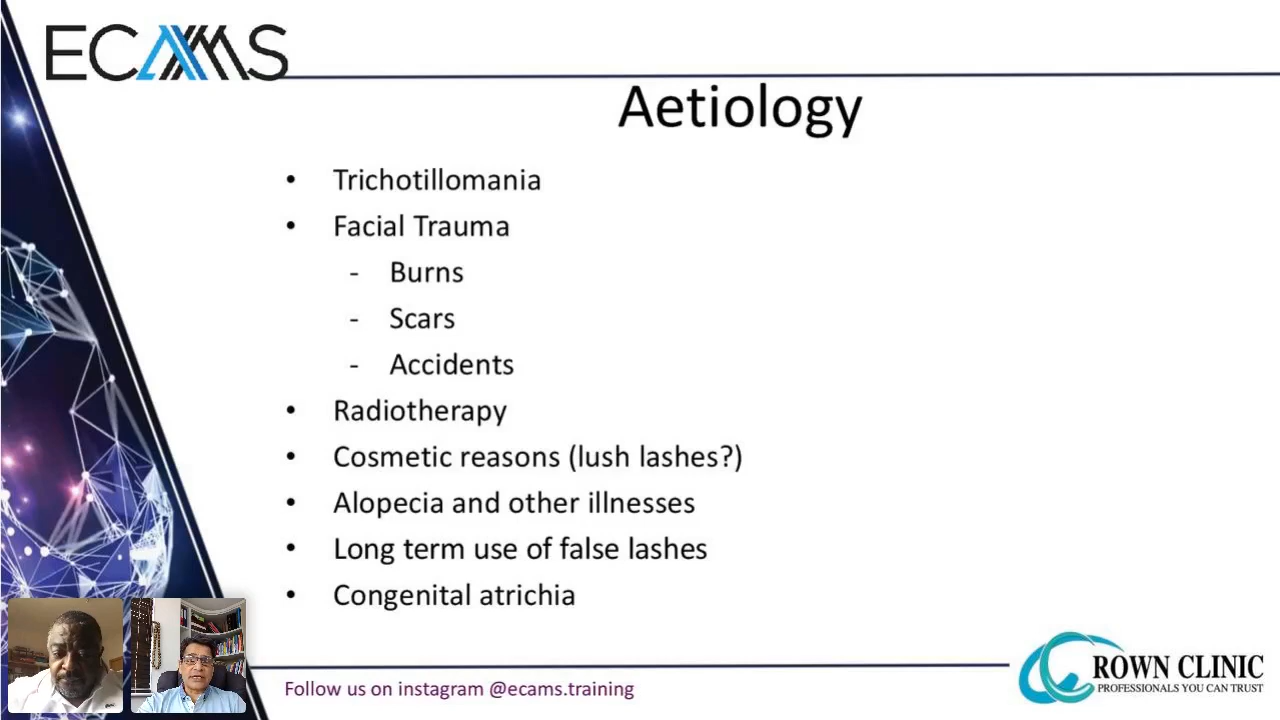 ECAMS
Aetiology
• Trichotillomania
• Facial Trauma
- Burns
- Scars
- Accidents
• Radiotherapy
• Cosmetic reasons (lush lashes?)
• Alopecia and other illnesses
• Long term use of false lashes
• Congenital atrichia
Follow us on instagram @ecams.training
CROWN CLINIC
PROFESSIONALS YOU CAN TRUST